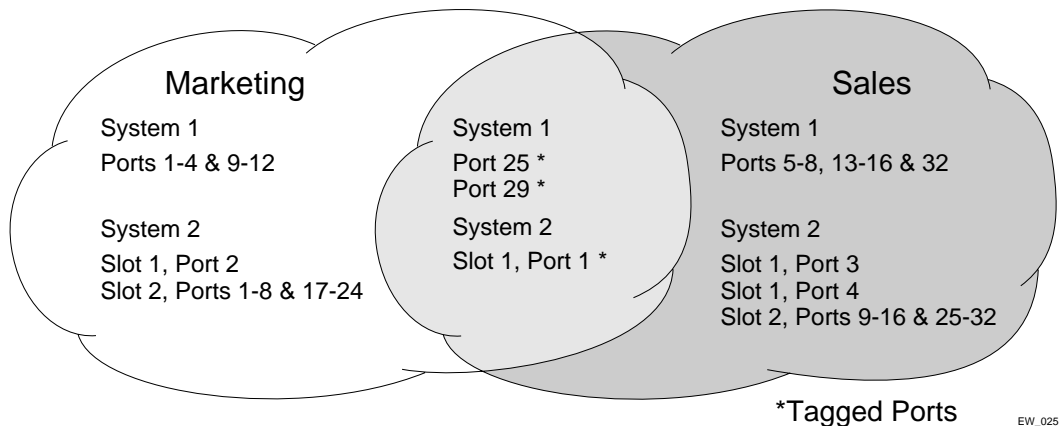 Marketing
System 1
Ports 1-4 & 9-12
System 2
Slot 1, Port 2
Slot 2, Ports 1-8 & 17-24
System 1
Port 25 *
Port 29 *
System 2
Slot 1, Port 1 *
Sales
System 1
Ports 5-8, 13-16 & 32
System 2
Slot 1, Port 3
Slot 1, Port 4
Slot 2, Ports 9-16 & 25-32
*Tagged Ports
EW_025